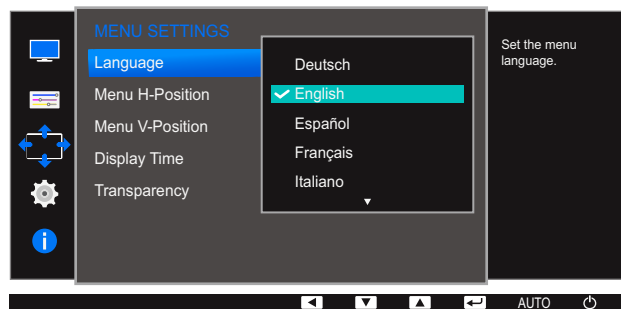 MENU SETTINGS
Language
Menu H-Position
Menu V-Position
Display Time
Transparency
Deutsch
English
Español
Français
Italiano
Set the menu
language.
AUTO